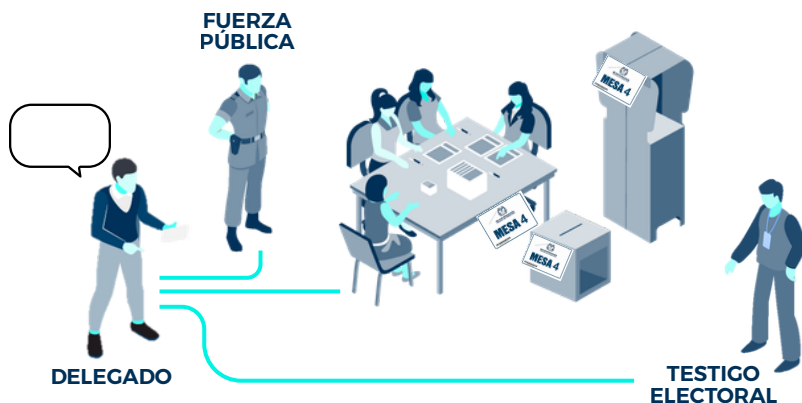 FUERZA
PÚBLICA
MESA 4
MESA 4
MESA 4
DELEGADO
TESTIGO
ELECTORAL